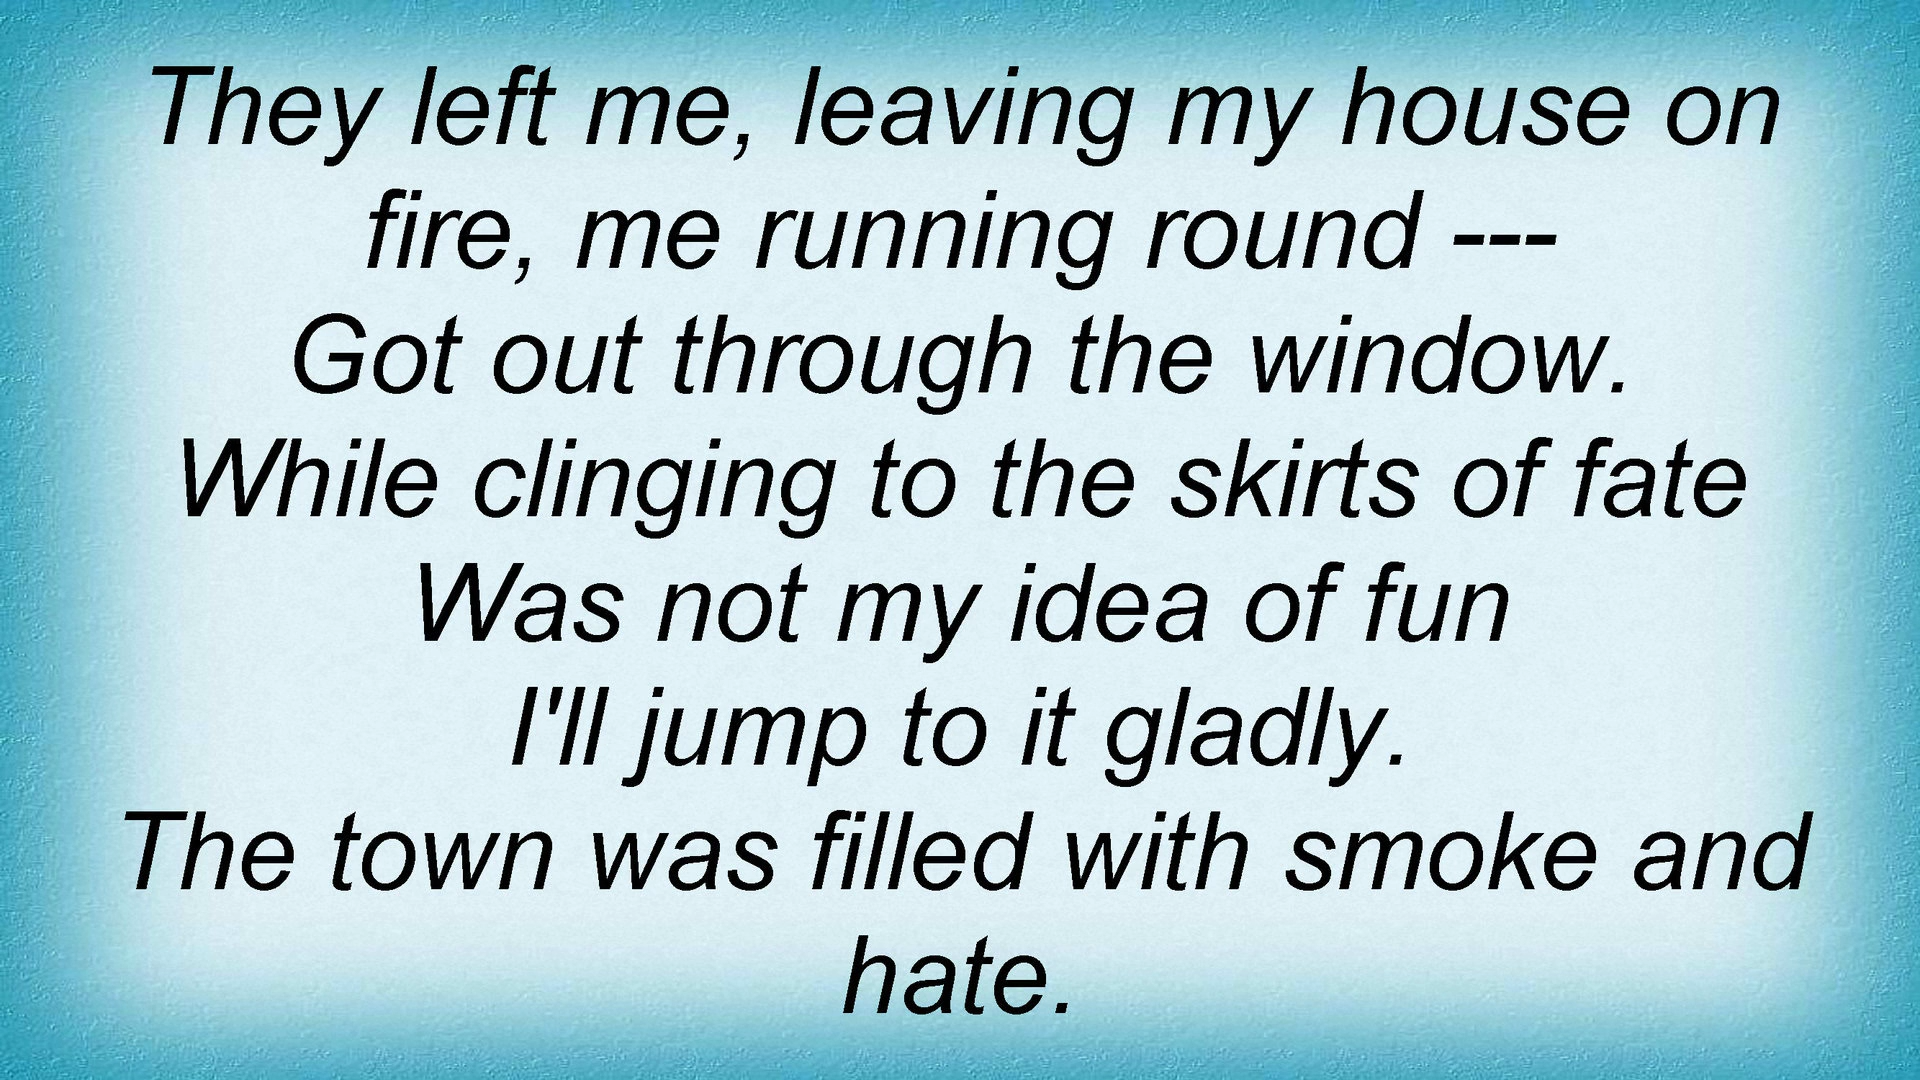 They left me, leaving my house on
fire, me running round ---
Got out through the window.
While clinging to the skirts of fate
Was not my idea of fun
I'll jump to it gladly.
The town was filled with smoke and
hate.